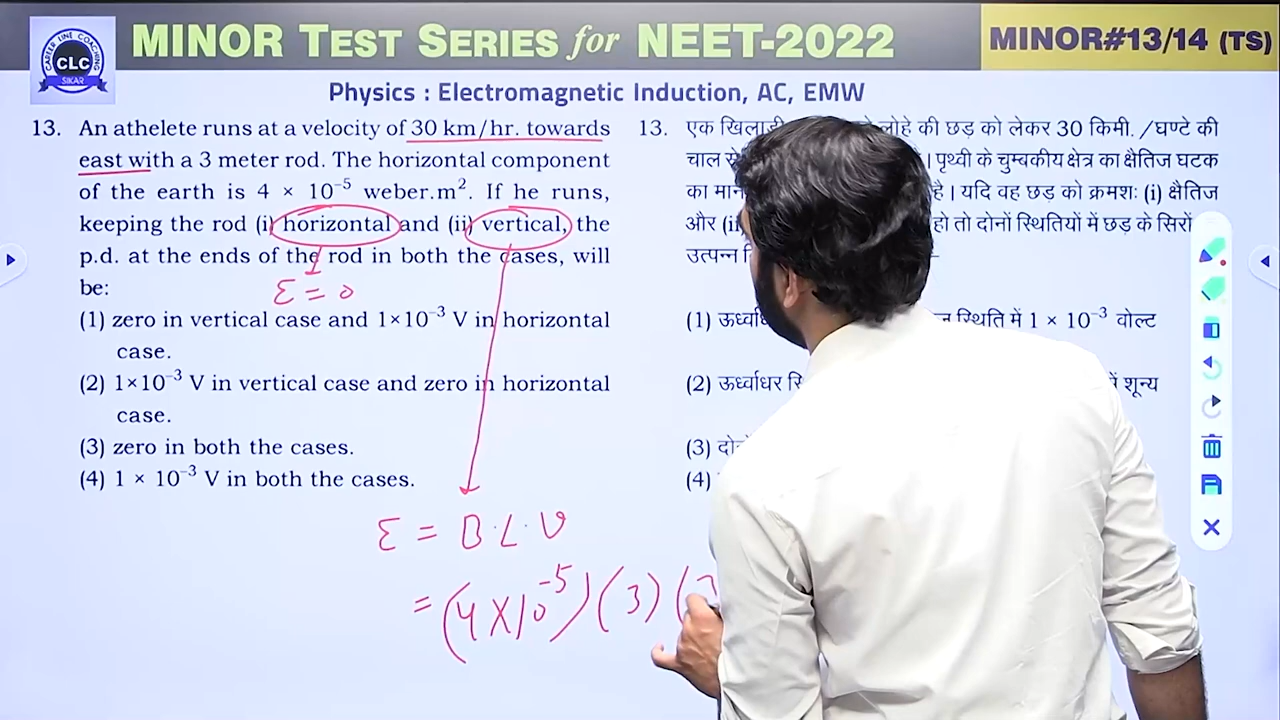 CAREER LINE COACHING
CLC
SIKAR
MINOR TEST SERIES for NEET-2022
MINOR#13/14 (TS)
Physics : Electromagnetic Induction, AC, EMW
13. An athelete runs at a velocity of 30 km/hr. towards
east with a 3 meter rod. The horizontal component
of the earth is 4 × 10⁻⁵ weber.m². If he runs,
keeping the rod (i) horizontal and (ii) vertical, the
p.d. at the ends of the rod in both the cases, will
be:
ε = 0
(1) zero in vertical case and 1×10⁻³ V in horizontal
case.
(2) 1×10⁻³ V in vertical case and zero in horizontal
case.
(3) zero in both the cases.
(4) 1 × 10⁻³ V in both the cases.
ε = B.L.V
= (4×10⁻⁵) (3) (
13. एक खिलाड़ी लोहे की छड़ को लेकर 30 किमी. /घण्टे की
चाल से । पृथ्वी के चुम्बकीय क्षेत्र का क्षैतिज घटक
का मान है। यदि वह छड़ को क्रमशः (i) क्षैतिज
और (ii) हो तो दोनों स्थितियों में छड़ के सिरों
उत्पन्न
(1) स्थिति में 1 × 10⁻³ वोल्ट
(2) ऊर्ध्वाधर में शून्य
(3)
(4)